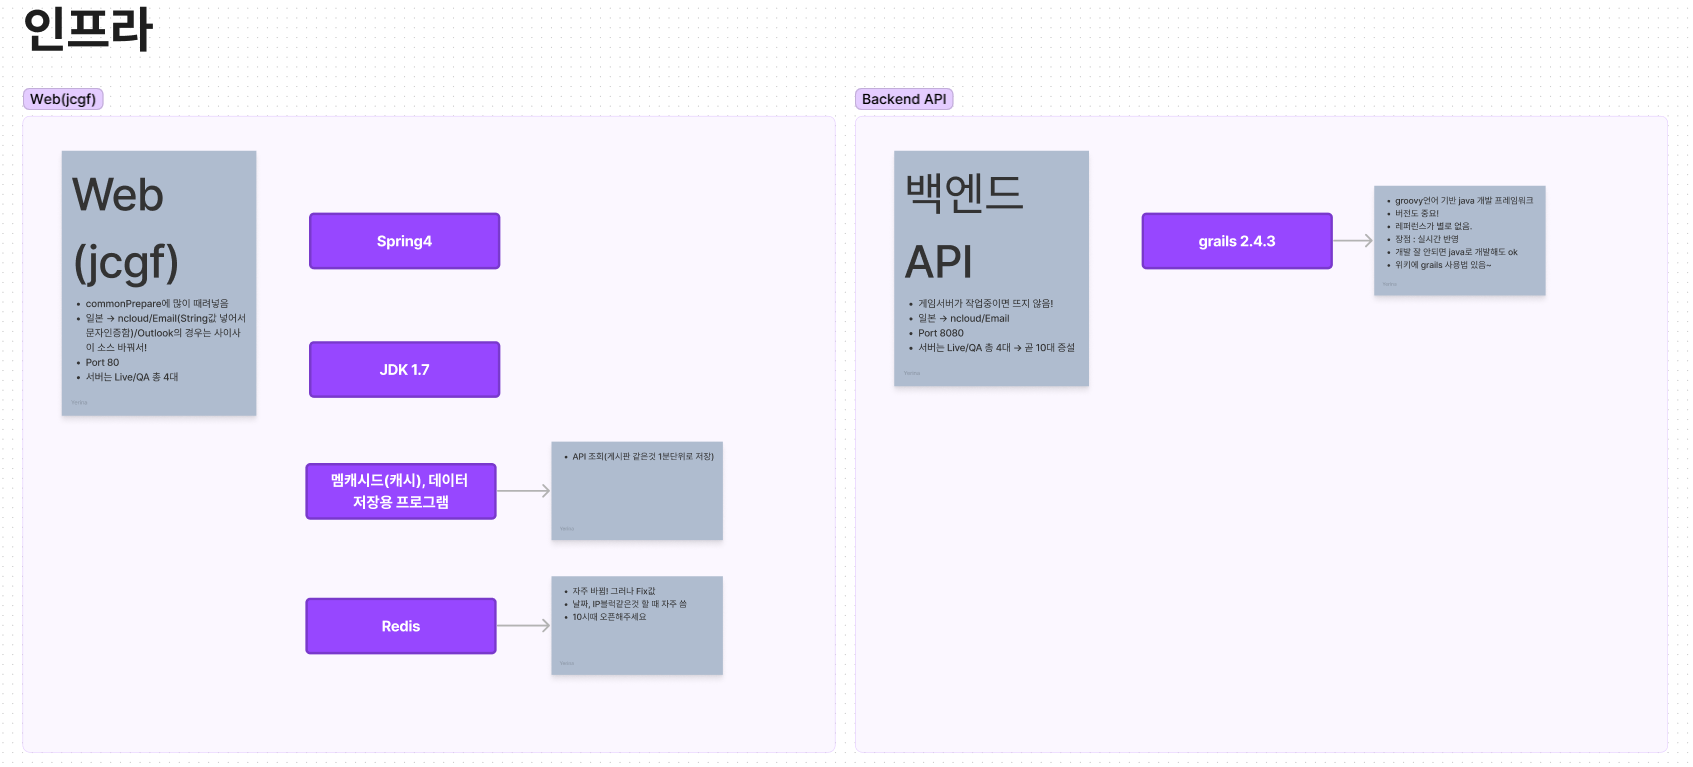 인프라
Web(jcgf)
Web
(jcgf)
• commonPrepare에 많이 때려넣음
• 일본 → ncloud/Email(String값 넣어서
문자인증함)/Outlook의 경우는 사이사
이 소스 바꿔서!
• Port 80
• 서버는 Live/QA 총 4대
Spring4
JDK 1.7
멤캐시드(캐시), 데이터
저장용 프로그램
• API 조회(게시판 같은것 1분단위로 저장)
Redis
• 자주 바뀜! 그러나 Fix값
• 날짜, IP블럭같은것 할 때 자주 씀
• 10시때 오픈해주세요
Backend API
백엔드
API
• 게임서버가 작업중이면 뜨지 않음!
• 일본 → ncloud/Email
• Port 8080
• 서버는 Live/QA 총 4대 → 곧 10대 증설
grails 2.4.3
• groovy언어 기반 java 개발 프레임워크
• 버전도 중요!
• 레퍼런스가 별로 없음.
• 장점 : 실시간 반영
• 개발 잘 안되면 java로 개발해도 ok
• 위키에 grails 사용법 있음~